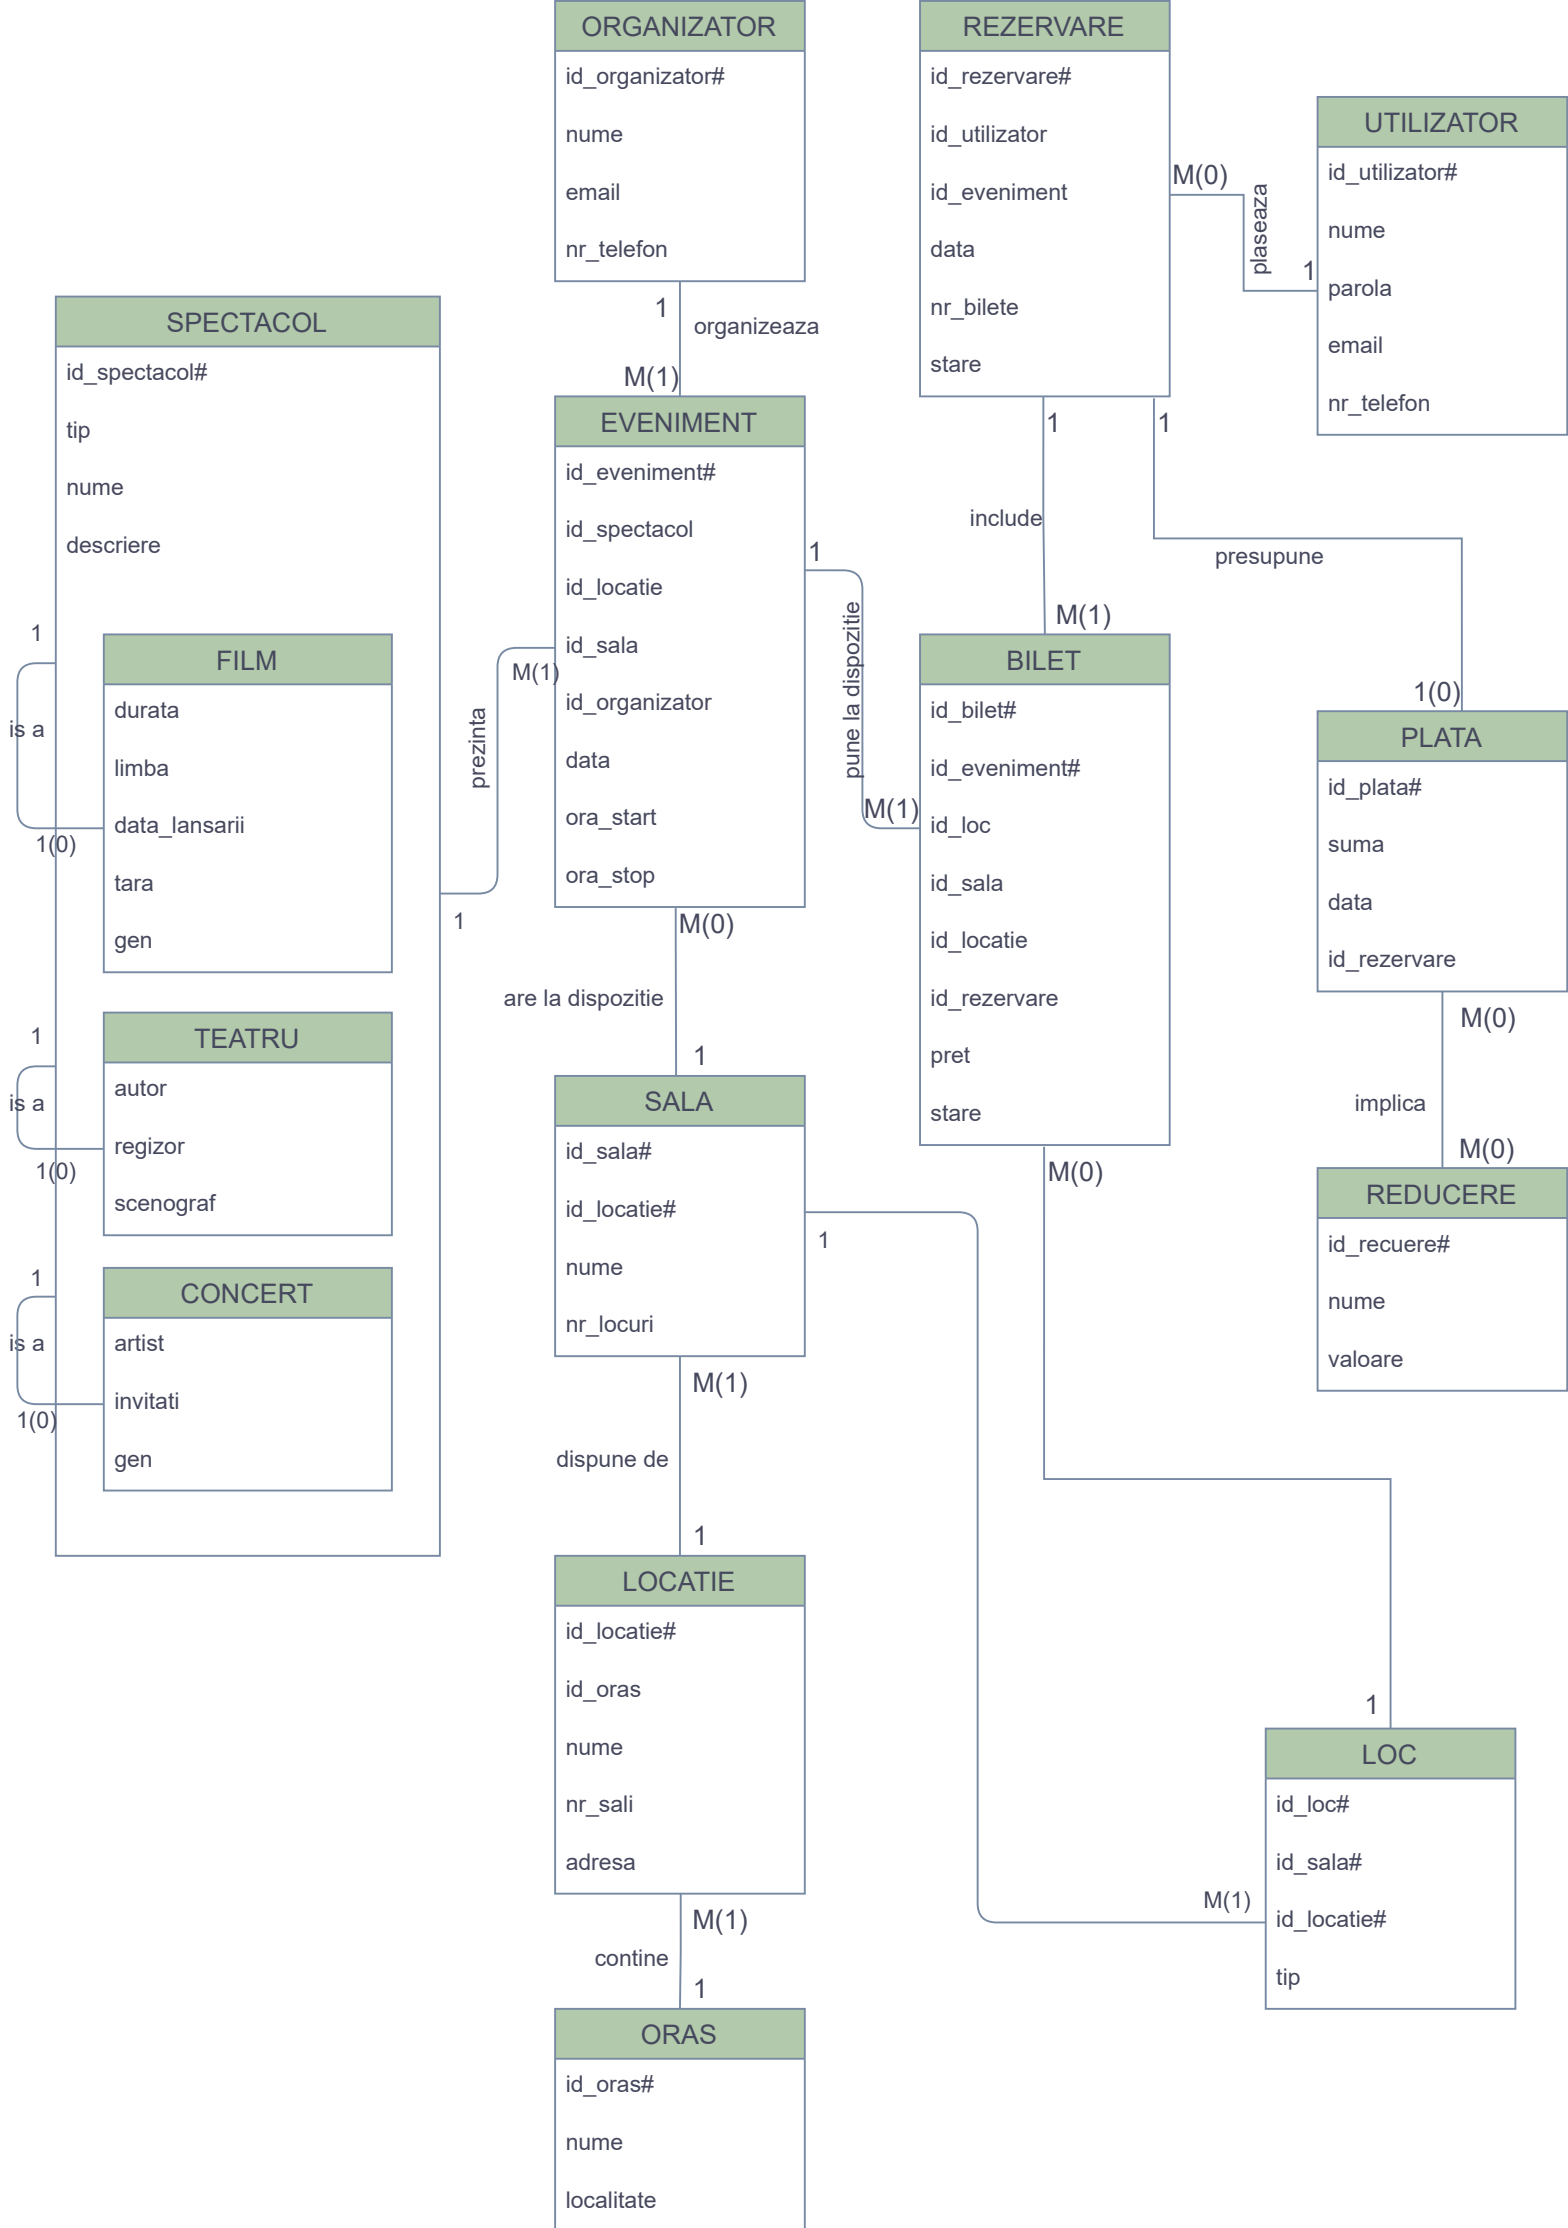 ORGANIZATOR
id_organizator#
nume
email
nr_telefon
1
organizeaza
M(1)
REZERVARE
id_rezervare#
id_utilizator
id_eveniment
data
nr_bilete
stare
M(0)
plaseaza
1
UTILIZATOR
id_utilizator#
nume
parola
email
nr_telefon
SPECTACOL
id_spectacol#
tip
nume
descriere
1
is a
1(0)
FILM
durata
limba
data_lansarii
tara
gen
1
is a
1(0)
TEATRU
autor
regizor
scenograf
1
is a
1(0)
CONCERT
artist
invitati
gen
prezinta
M(1)
1
EVENIMENT
id_eveniment#
id_spectacol
id_locatie
id_sala
id_organizator
data
ora_start
ora_stop
1
pune la dispozitie
M(1)
1
include
M(1)
1
presupune
1(0)
BILET
id_bilet#
id_eveniment#
id_loc
id_sala
id_locatie
id_rezervare
pret
stare
PLATA
id_plata#
suma
data
id_rezervare
M(0)
implica
M(0)
REDUCERE
id_recuere#
nume
valoare
M(0)
are la dispozitie
1
SALA
id_sala#
id_locatie#
nume
nr_locuri
1
M(1)
dispune de
1
LOCATIE
id_locatie#
id_oras
nume
nr_sali
adresa
M(1)
contine
1
ORAS
id_oras#
nume
localitate
M(0)
1
M(1)
LOC
id_loc#
id_sala#
id_locatie#
tip